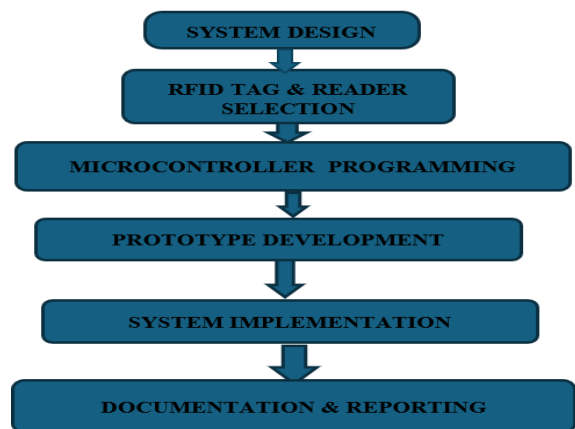 SYSTEM DESIGN
RFID TAG & READER
SELECTION
MICROCONTROLLER PROGRAMMING
PROTOTYPE DEVELOPMENT
SYSTEM IMPLEMENTATION
DOCUMENTATION & REPORTING